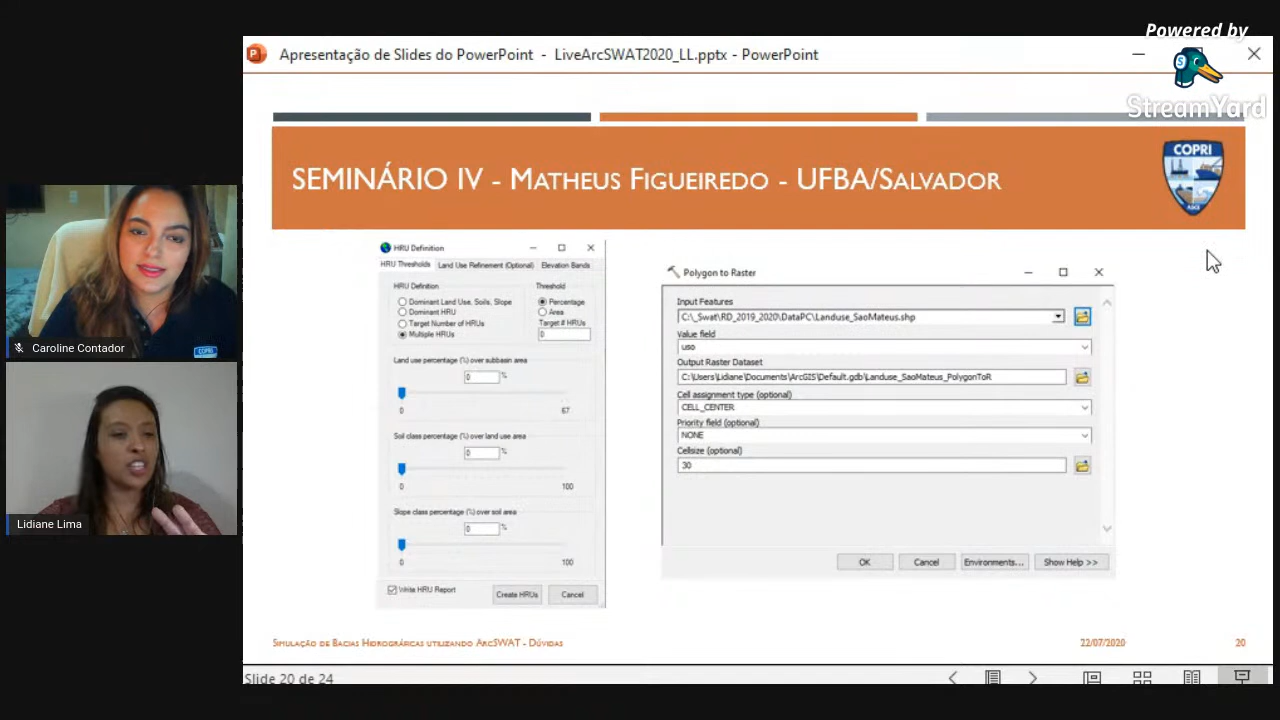 Powered by
StreamYard
Apresentação de Slides do PowerPoint - LiveArcSWAT2020_LL.pptx - PowerPoint
SEMINÁRIO IV - MATHEUS FIGUEIREDO - UFBA/SALVADOR
COPRI
Caroline Contador
COPRI
Lidiane Lima
HRU Definition
HRU Thresholds Land Use Refinement (Optional) Elevation Bands
HRU Definition
Dominant Land Use, Soils, Slope
Dominant HRU
Target Number of HRUs
Multiple HRUs
Threshold
Percentage
Area
Target # HRUs
0
Land use percentage (%) over subbasin area
0 %
0 67
Soil class percentage (%) over land use area
0 %
0 100
Slope class percentage (%) over soil area
0 %
0 100
Write HRU Report Create HRUs Cancel
Polygon to Raster
Input Features
C:\_Swat\RD_2019_2020\DataPC\Landuse_SaoMateus.shp
Value field
uso
Output Raster Dataset
C:\Users\Lidiane\Documents\ArcGIS\Default.gdb\Landuse_SaoMateus_PolygonToR
Cell assignment type (optional)
CELL_CENTER
Priority field (optional)
NONE
Cellsize (optional)
30
OK Cancel Environments... Show Help >>
SIMULAÇÃO DE BACIAS HIDROGRÁFICAS UTILIZANDO ARCSWAT - DÚVIDAS 22/07/2020 20
Slide 20 de 24